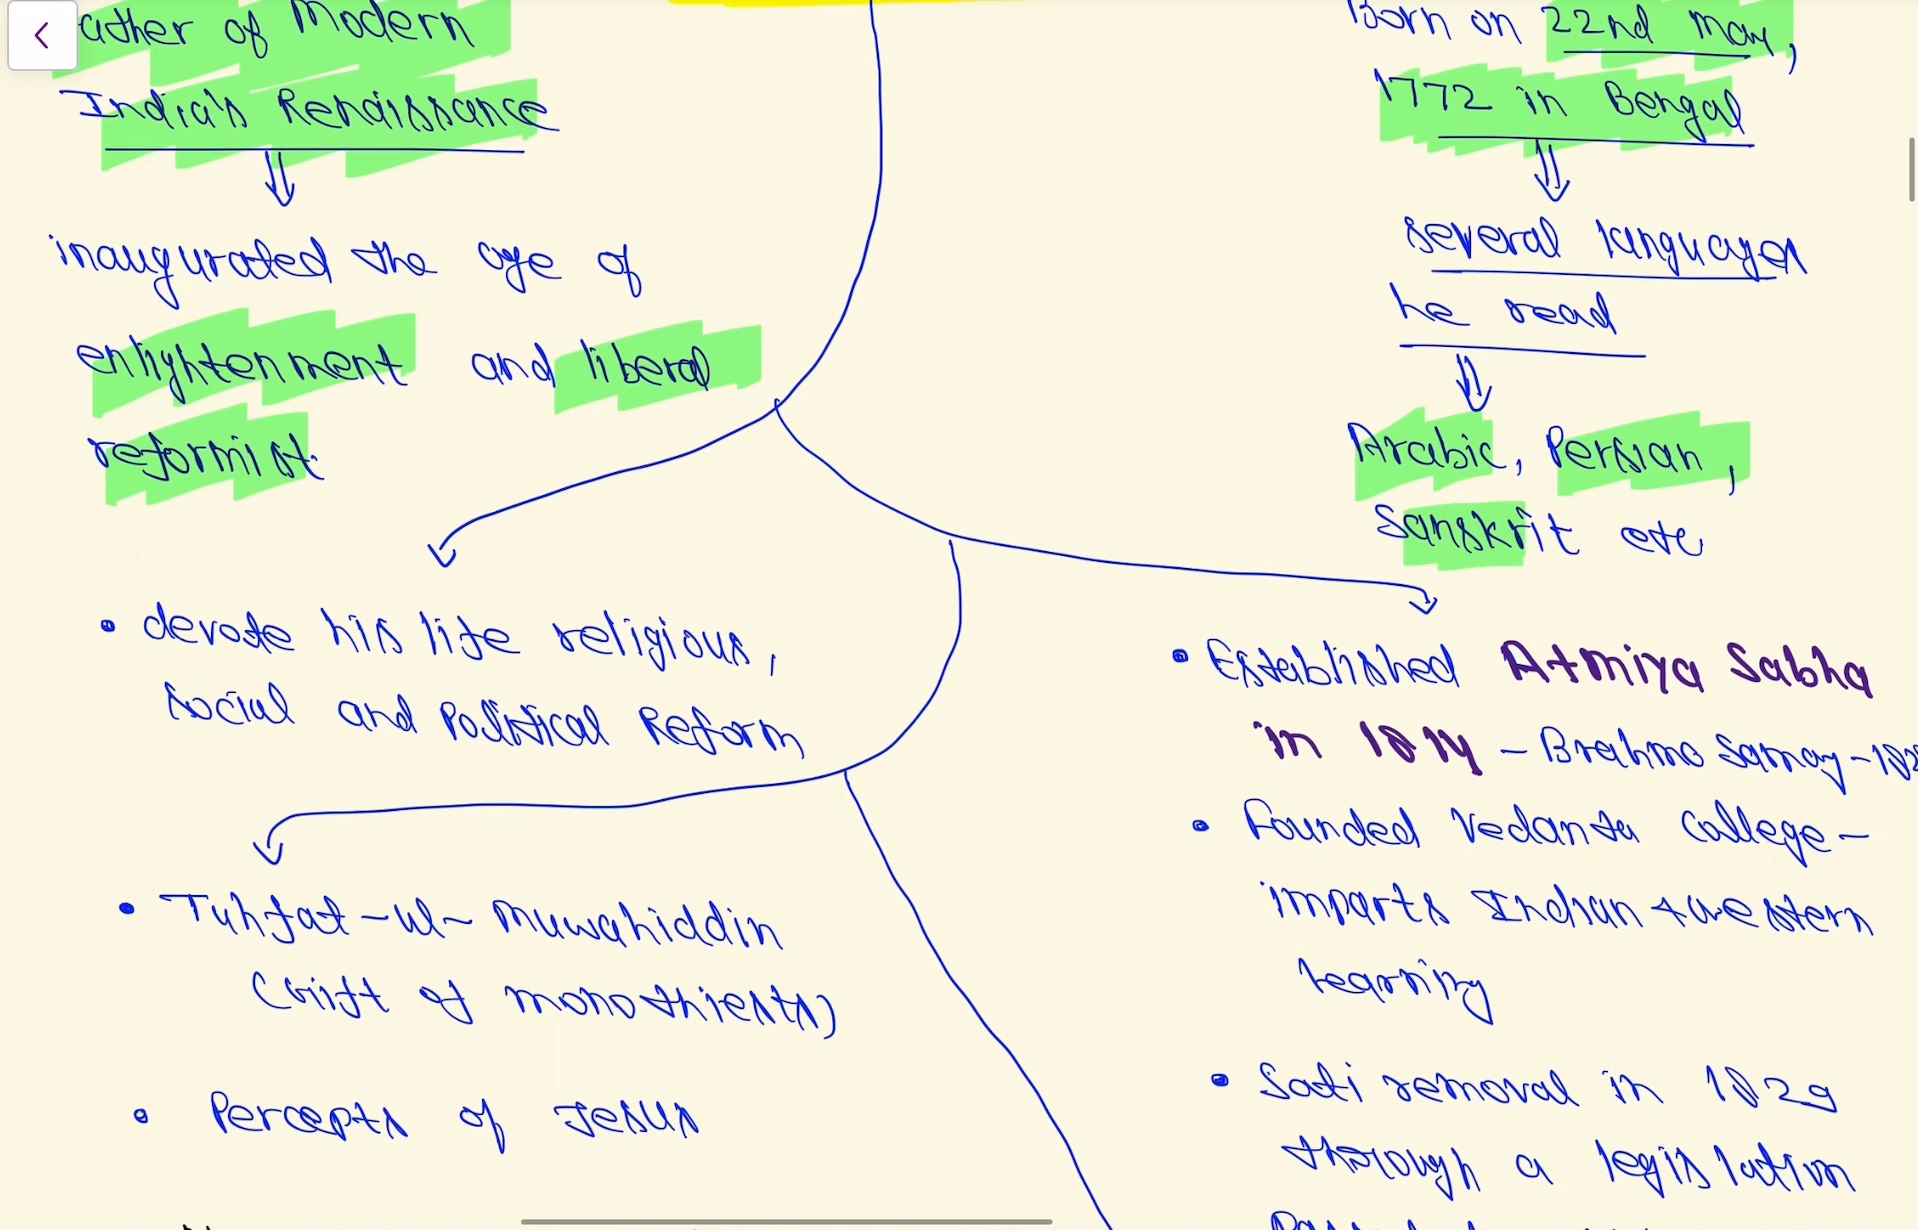 ather of Modern
India's Renaissance
inaugurated the age of
enlightenment and liberal
reformist
Born on 22nd May,
1772 in Bengal
several languages
he read
Arabic, Persian,
Sanskrit etc
• devote his life religious,
social and Political Reform
• Established Atmiya Sabha
in 1814 - Brahmo Samaj - 182
• Founded Vedanta College -
imparts Indian + western
learning
• Tuhfat-ul- Muwahiddin
(Gift of monothiests)
• Percepts of Jesus
• Sati removal in 1829
through a legislation